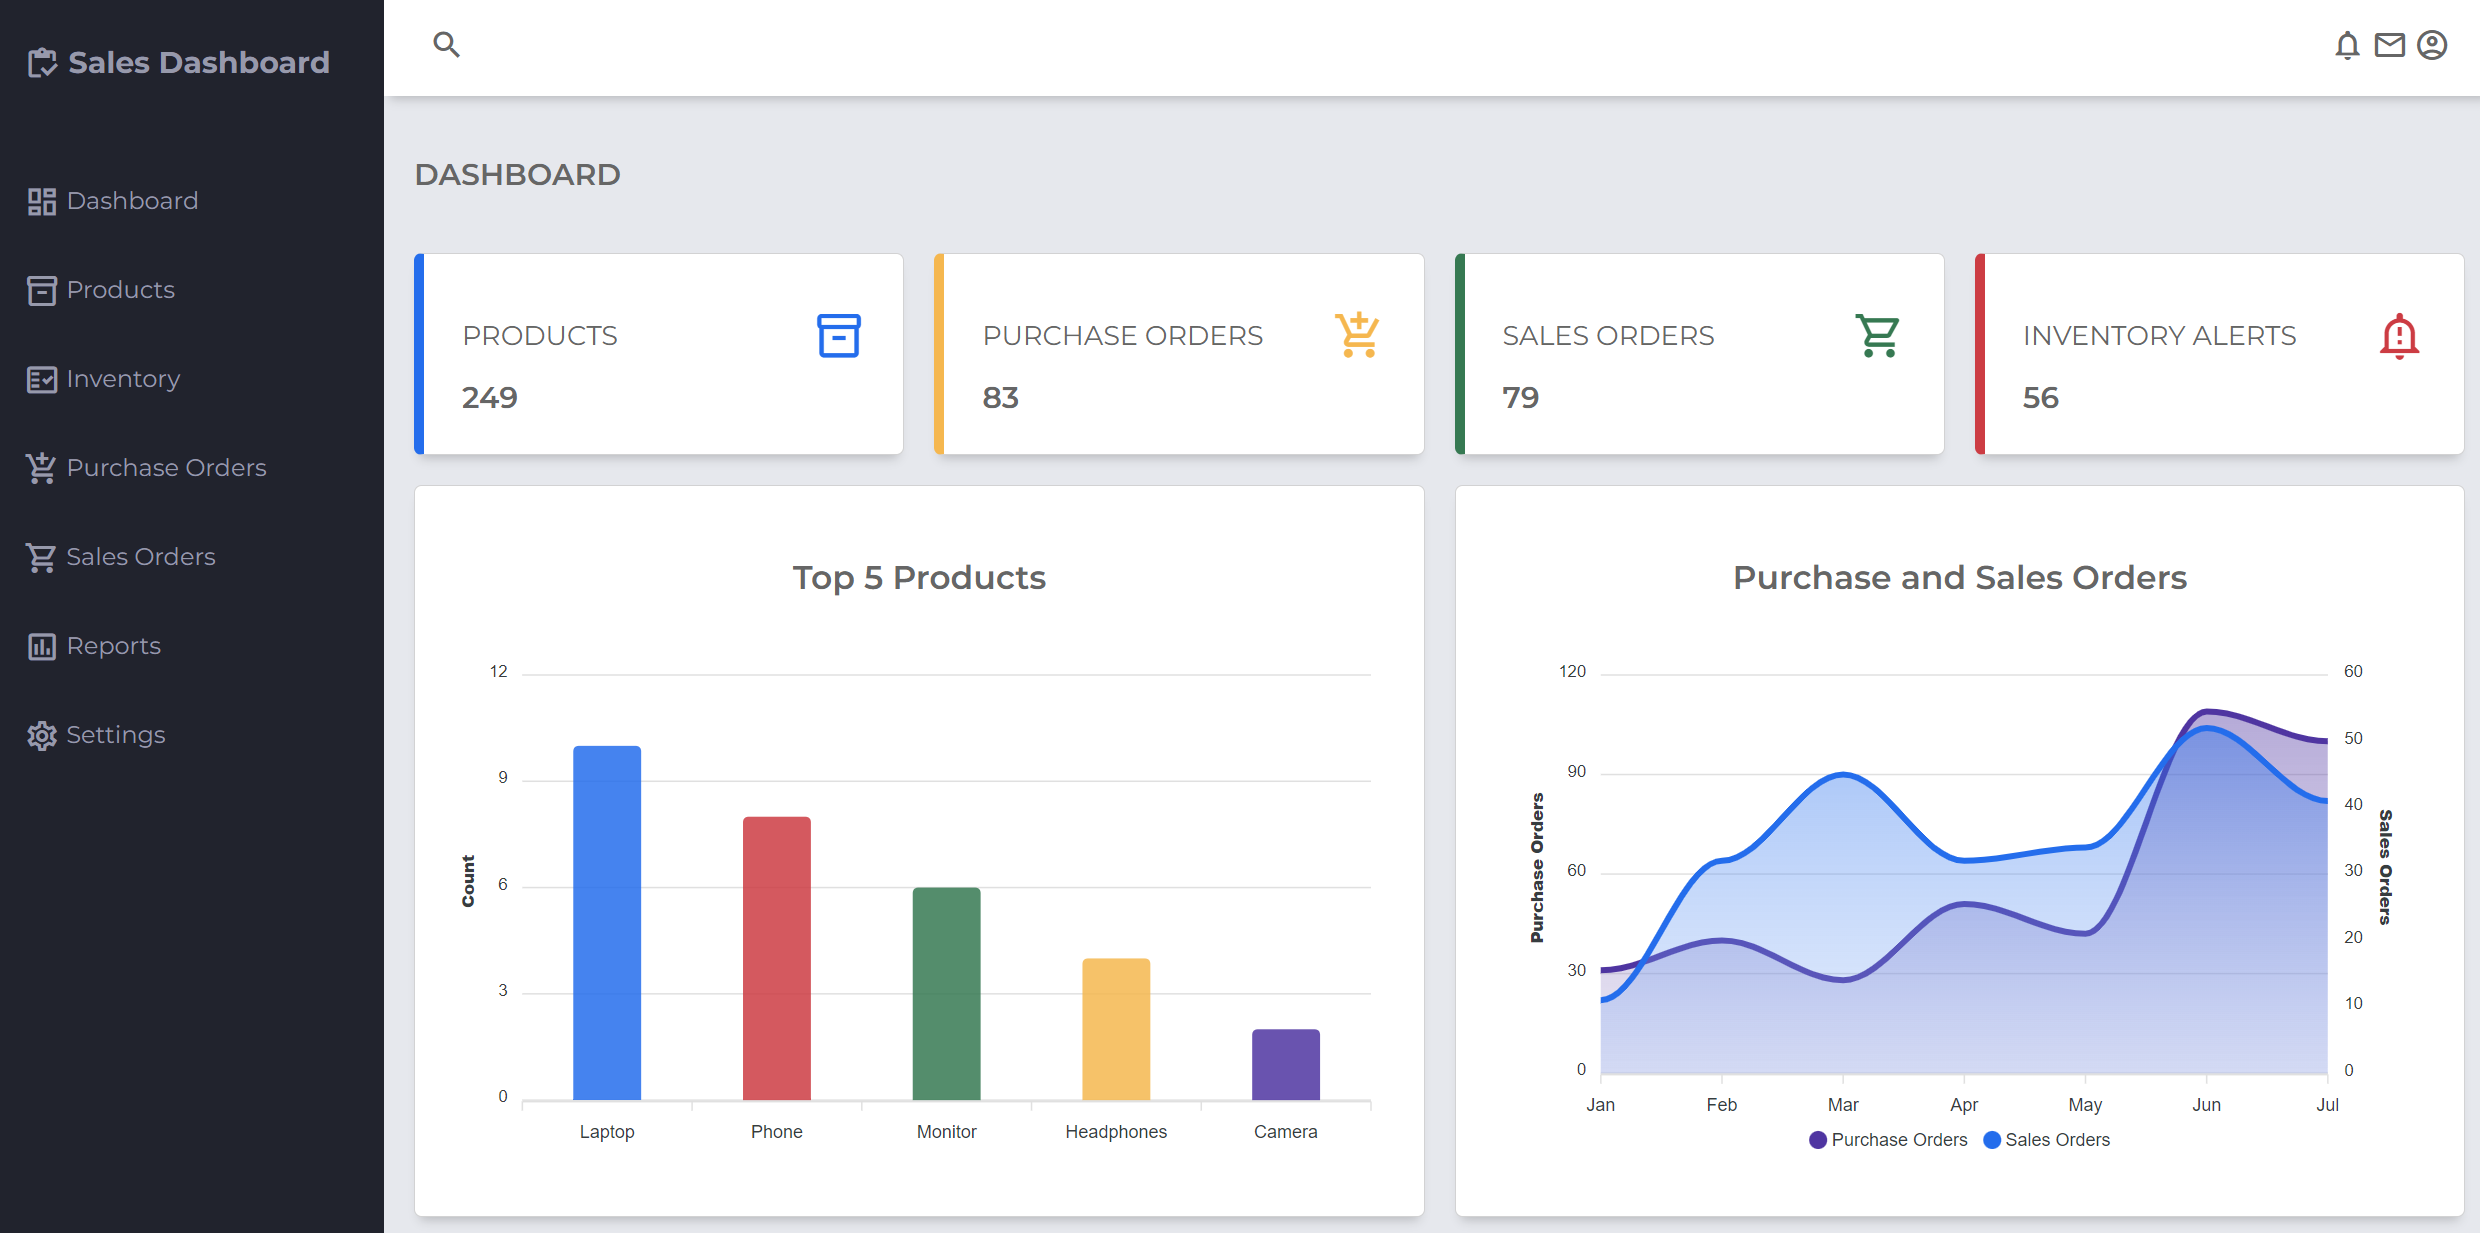 Sales Dashboard
Dashboard
Products
Inventory
Purchase Orders
Sales Orders
Reports
Settings
DASHBOARD
PRODUCTS
249
PURCHASE ORDERS
83
SALES ORDERS
79
INVENTORY ALERTS
56
Top 5 Products
Count
12
9
6
3
0
Laptop
Phone
Monitor
Headphones
Camera
Purchase and Sales Orders
Purchase Orders
120
90
60
30
0
60
50
40
30
20
10
0
Sales Orders
Jan
Feb
Mar
Apr
May
Jun
Jul
Purchase Orders
Sales Orders